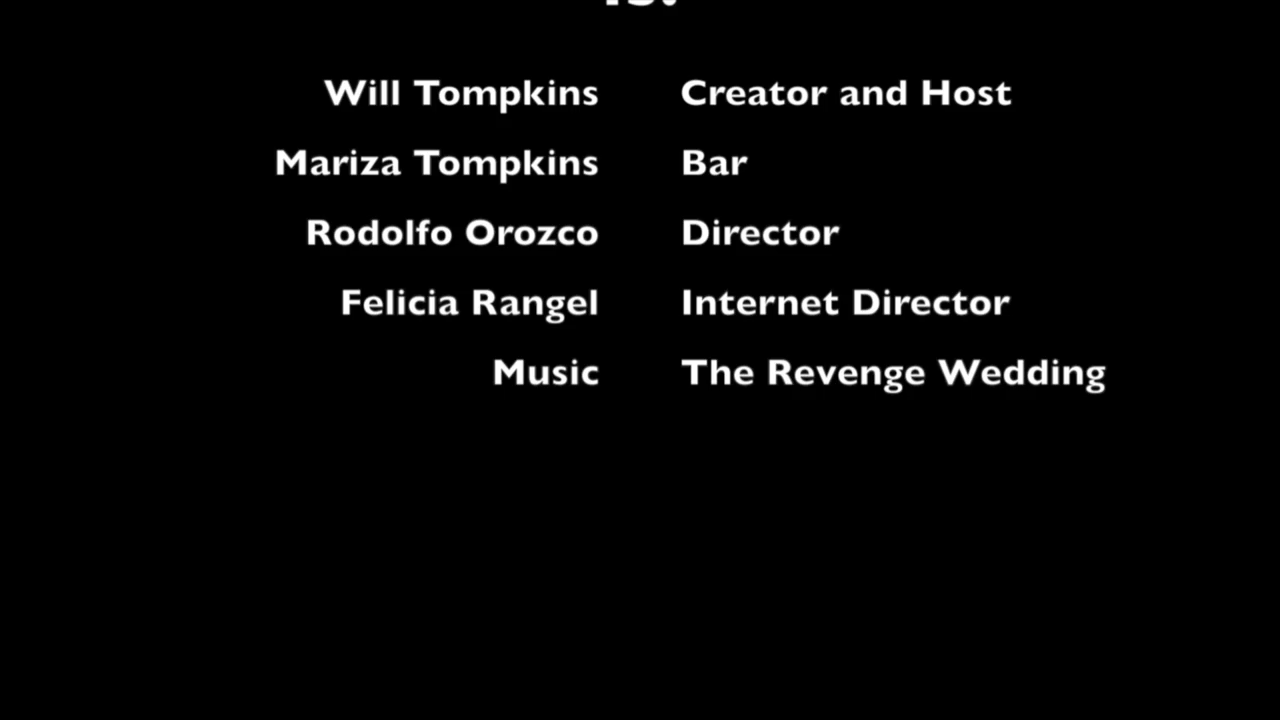 Will Tompkins Creator and Host
Mariza Tompkins Bar
Rodolfo Orozco Director
Felicia Rangel Internet Director
Music The Revenge Wedding